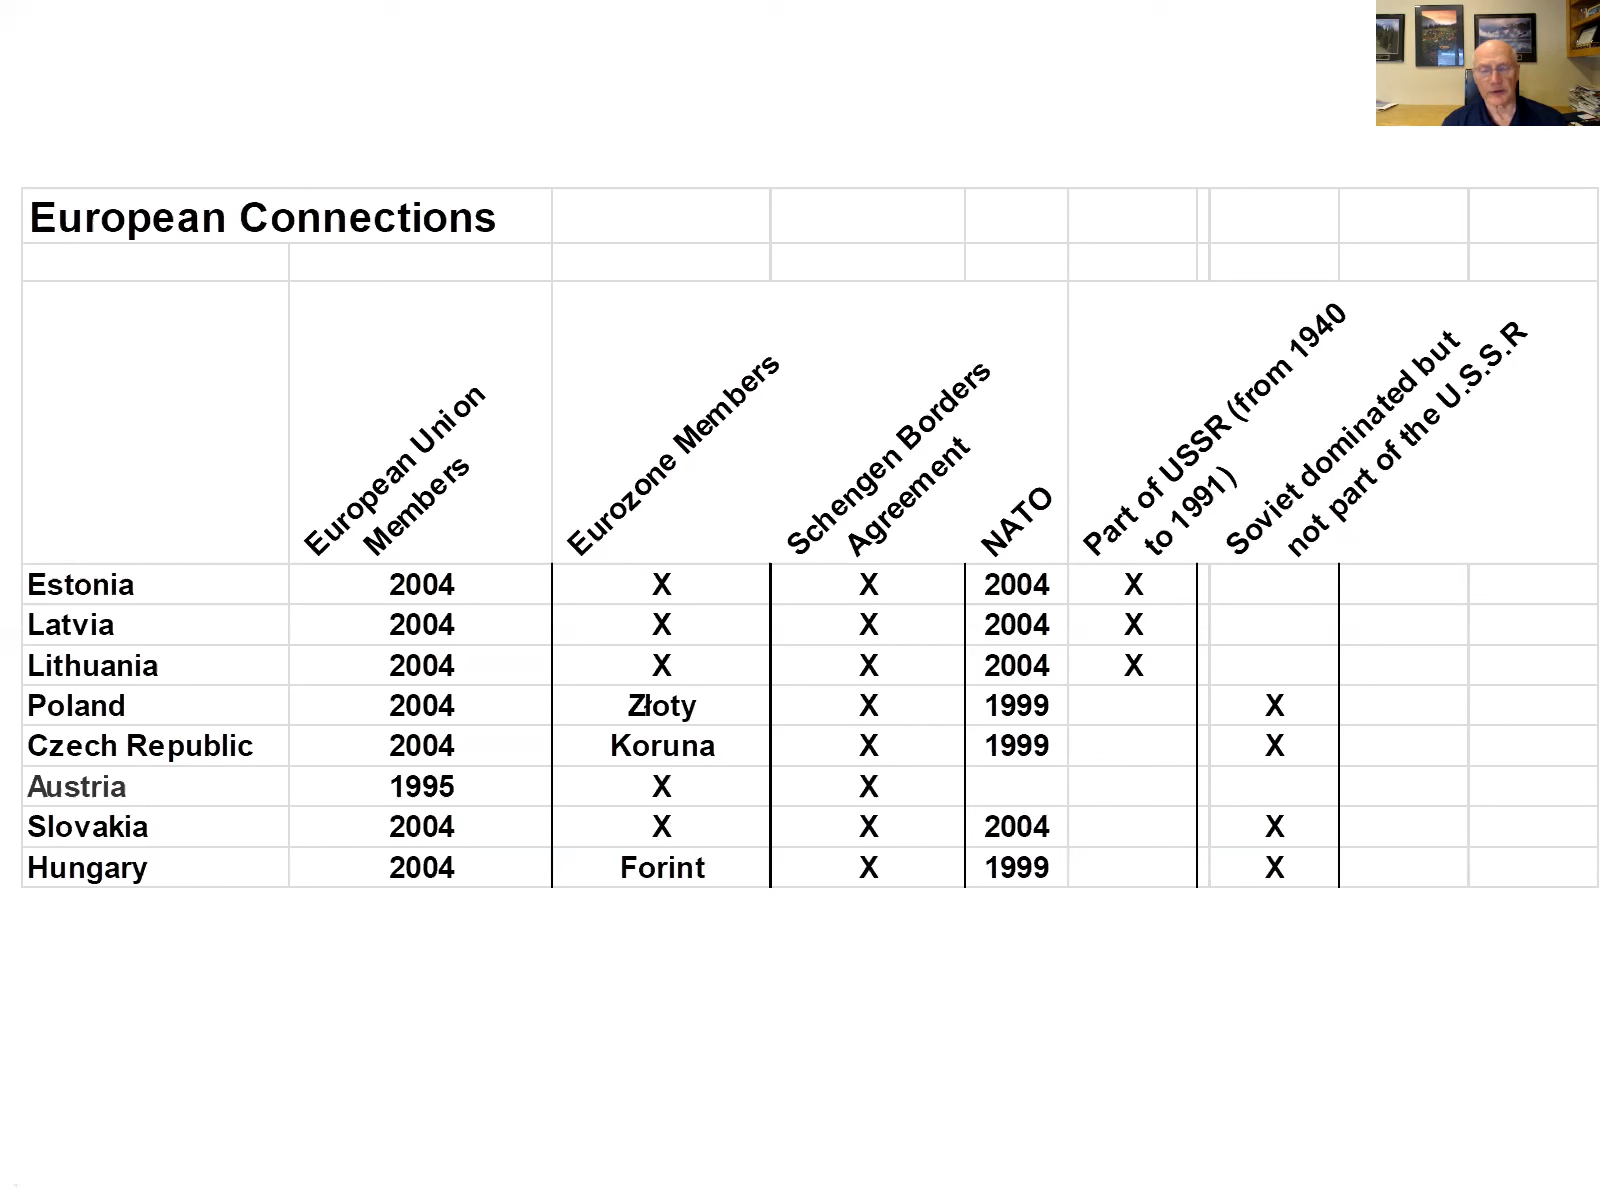 European Connections
European Union
Members
Eurozone Members
Schengen Borders
Agreement
NATO
Part of USSR (from 1940
to 1991)
Soviet dominated but
not part of the U.S.S.R
Estonia 2004 X X 2004 X
Latvia 2004 X X 2004 X
Lithuania 2004 X X 2004 X
Poland 2004 Złoty X 1999 X
Czech Republic 2004 Koruna X 1999 X
Austria 1995 X X
Slovakia 2004 X X 2004 X
Hungary 2004 Forint X 1999 X